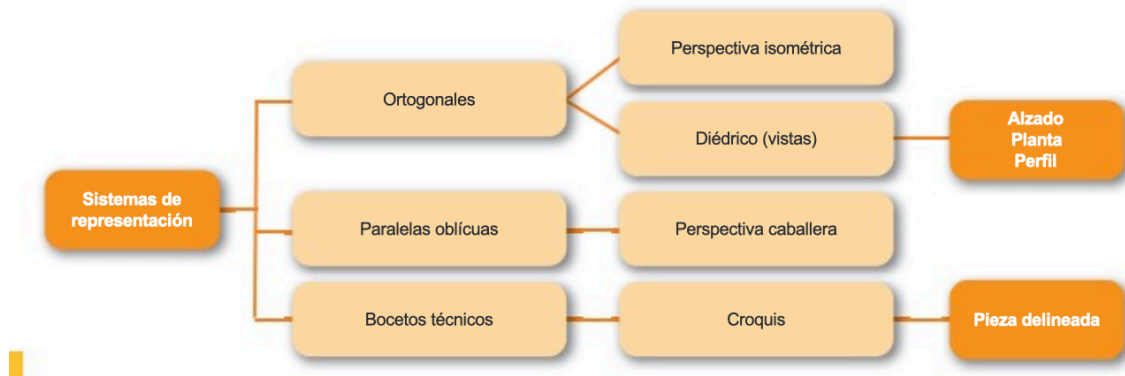 Perspectiva isométrica
Ortogonales
Diédrico (vistas)
Alzado
Planta
Perfil
Sistemas de
representación
Paralelas oblícuas
Perspectiva caballera
Bocetos técnicos
Croquis
Pieza delineada